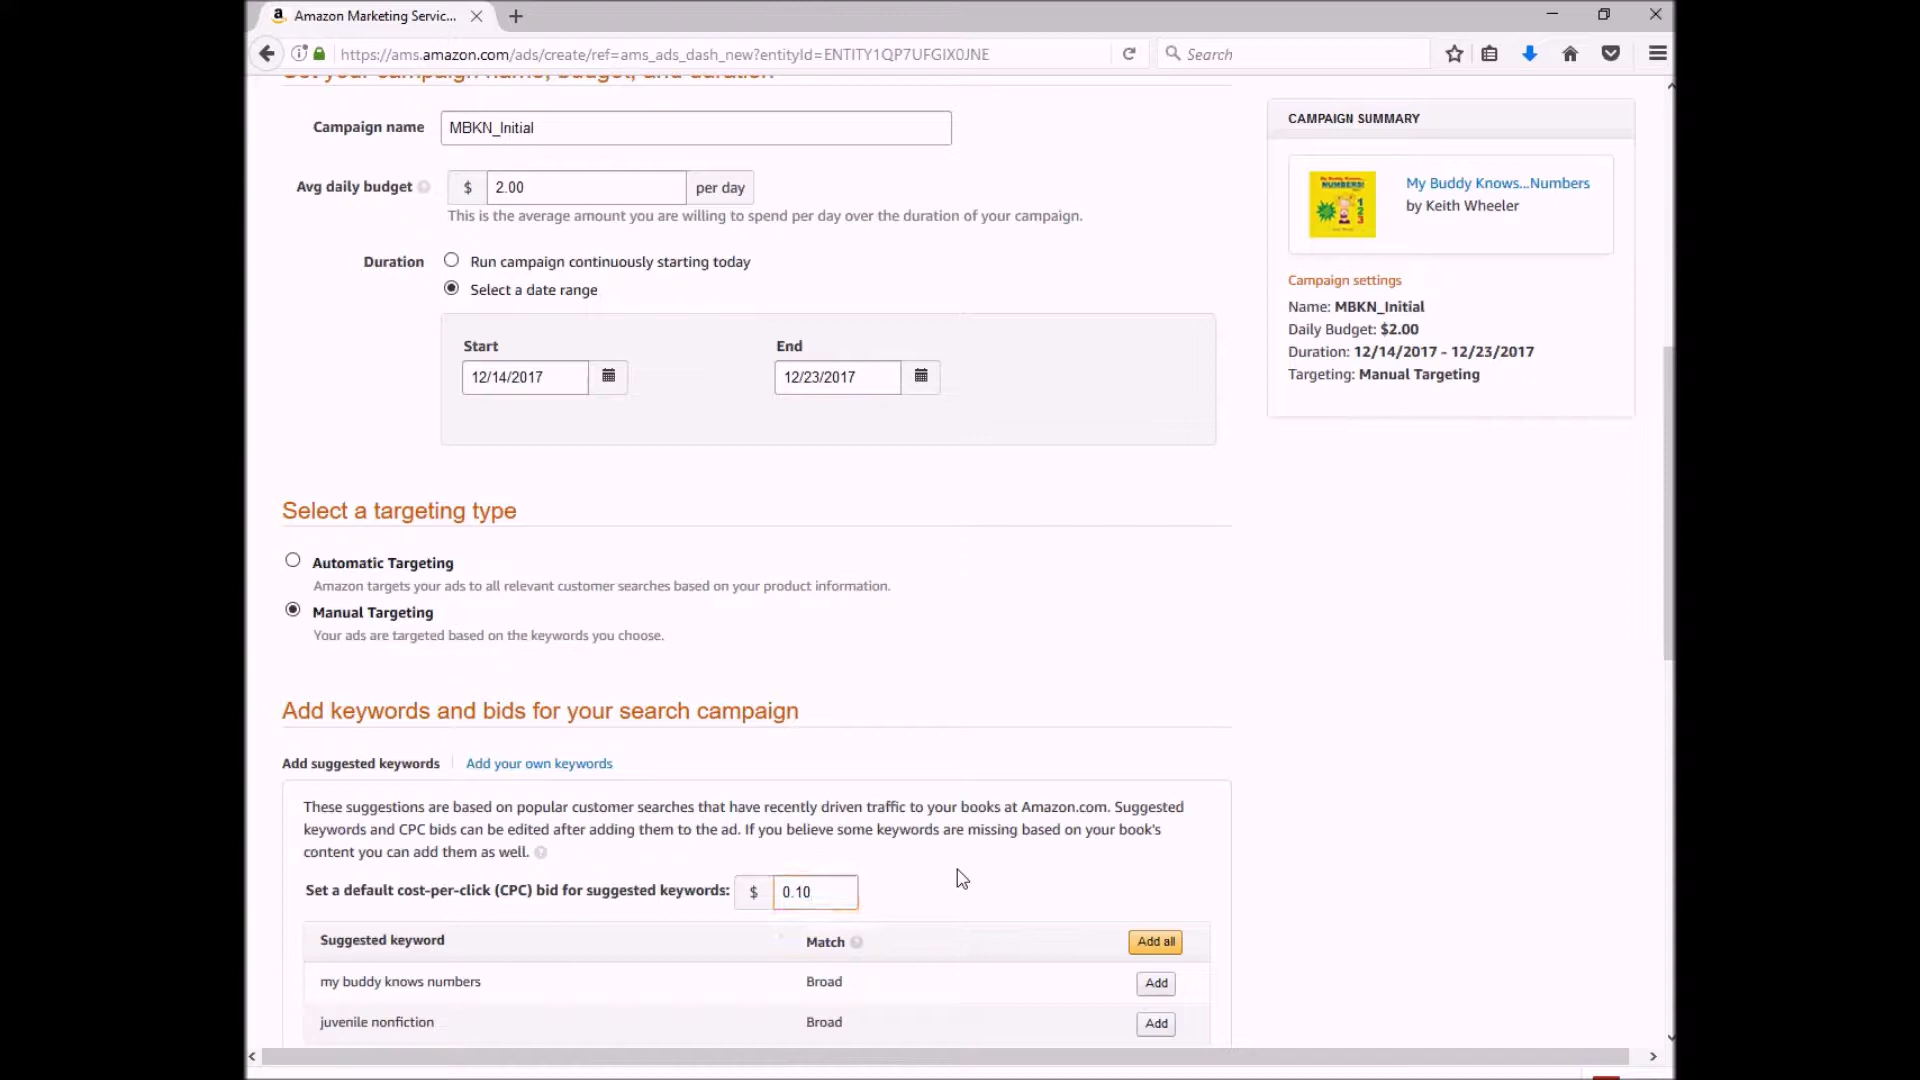 Amazon Marketing Servic...
https://ams.amazon.com/ads/create/ref=ams_ads_dash_new?entityId=ENTITY1QP7UFGIX0JNE
Search
Set your campaign name, budget, and duration
Campaign name
MBKN_Initial
Avg daily budget
$ 2.00 per day
This is the average amount you are willing to spend per day over the duration of your campaign.
Duration
Run campaign continuously starting today
Select a date range
Start End
12/14/2017 12/23/2017
CAMPAIGN SUMMARY
NUMBERS!
1
2
3
My Buddy Knows...Numbers
by Keith Wheeler
Campaign settings
Name: MBKN_Initial
Daily Budget: $2.00
Duration: 12/14/2017 - 12/23/2017
Targeting: Manual Targeting
Select a targeting type
Automatic Targeting
Amazon targets your ads to all relevant customer searches based on your product information.
Manual Targeting
Your ads are targeted based on the keywords you choose.
Add keywords and bids for your search campaign
Add suggested keywords Add your own keywords
These suggestions are based on popular customer searches that have recently driven traffic to your books at Amazon.com. Suggested
keywords and CPC bids can be edited after adding them to the ad. If you believe some keywords are missing based on your book's
content you can add them as well.
Set a default cost-per-click (CPC) bid for suggested keywords: $ 0.10
Suggested keyword Match Add all
my buddy knows numbers Broad Add
juvenile nonfiction Broad Add